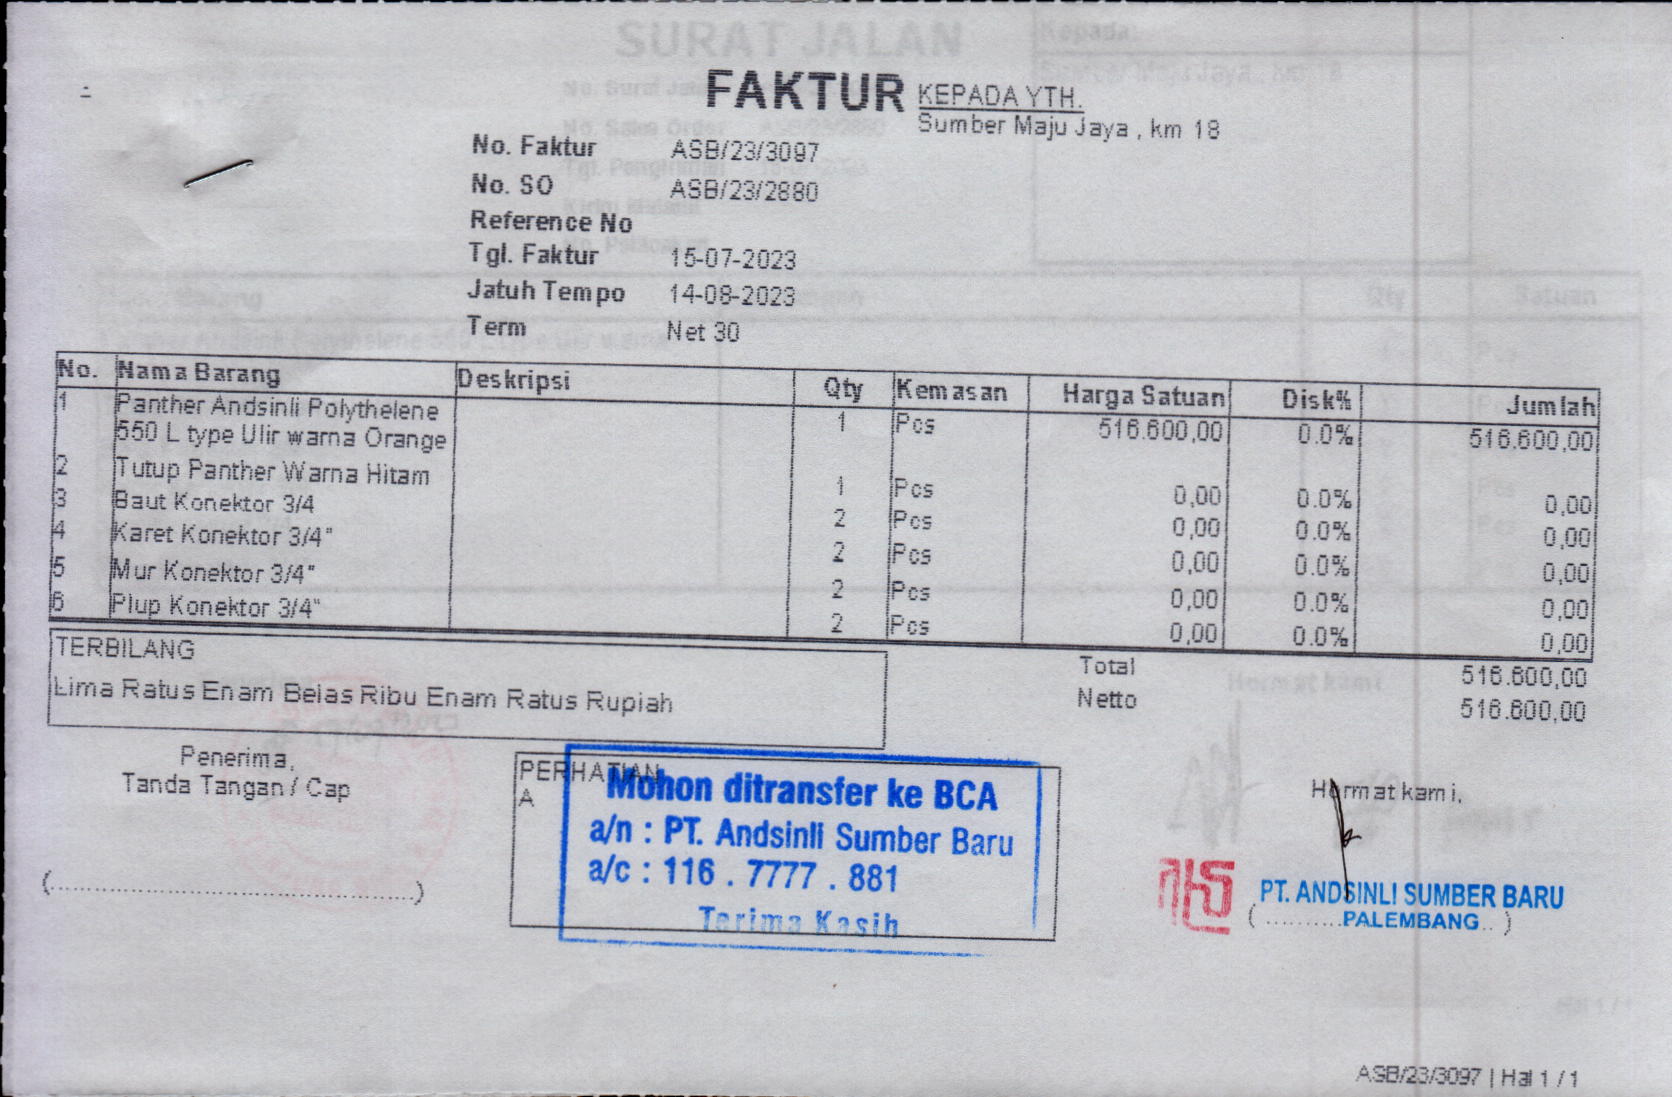 SURAT JALAN
Kepada
FAKTUR
KEPADA YTH.
Sumber Maju Jaya , km 18
No. Faktur ASB/23/3097
No. SO ASB/23/2880
Reference No
Tgl. Faktur 15-07-2023
Jatuh Tempo 14-08-2023
Term Net 30
No. Nama Barang Deskripsi Qty Kemasan Harga Satuan Disk% Jumlah
1 Panther Andsinli Polythelene 550 L type Ulir warna Orange 1 Pcs 516.600,00 0.0% 516.600,00
2 Tutup Panther Warna Hitam 1 Pcs 0,00 0.0% 0,00
3 Baut Konektor 3/4 2 Pcs 0,00 0.0% 0,00
4 Karet Konektor 3/4" 2 Pcs 0,00 0.0% 0,00
5 Mur Konektor 3/4" 2 Pcs 0,00 0.0% 0,00
6 Plup Konektor 3/4" 2 Pcs 0,00 0.0% 0,00
TERBILANG
Lima Ratus Enam Belas Ribu Enam Ratus Rupiah
Total 516.600,00
Netto 516.600,00
Penerima,
Tanda Tangan / Cap
(..........................................)
PERHATIAN
A
Mohon ditransfer ke BCA
a/n : PT. Andsinli Sumber Baru
a/c : 116 . 7777 . 881
Terima Kasih
Hormat kami,
PT. ANDSINLI SUMBER BARU
( ..........PALEMBANG.. )
ASB/23/3097 | Hal 1 / 1